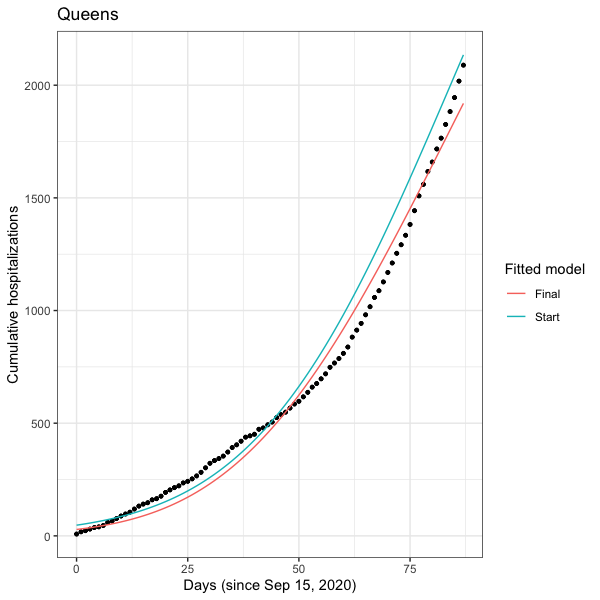 Queens
Cumulative hospitalizations
2000
1500
1000
500
0
0 25 50 75
Days (since Sep 15, 2020)
Fitted model
Final
Start